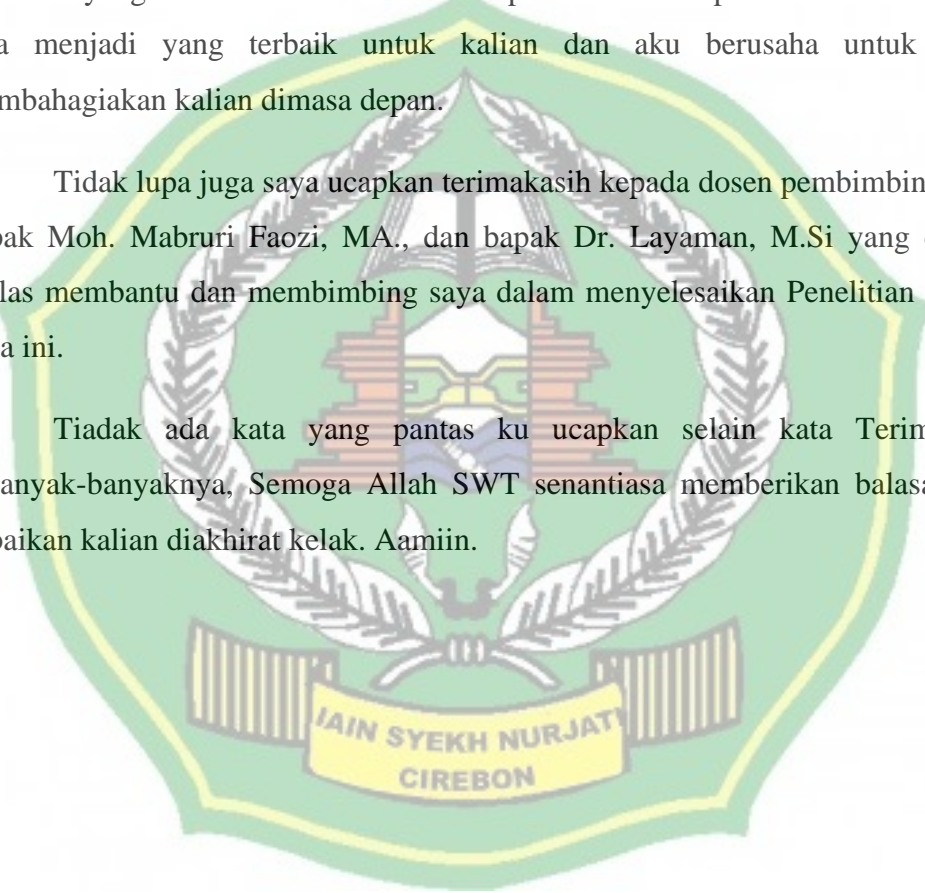 menjadi yang terbaik untuk kalian dan aku berusaha untuk
mbahagiakan kalian dimasa depan.
Tidak lupa juga saya ucapkan terimakasih kepada dosen pembimbin
pak Moh. Mabruri Faozi, MA., dan bapak Dr. Layaman, M.Si yang
las membantu dan membimbing saya dalam menyelesaikan Penelitian
a ini.
Tiadak ada kata yang pantas ku ucapkan selain kata Terim
anyak-banyaknya, Semoga Allah SWT senantiasa memberikan balasa
baikan kalian diakhirat kelak. Aamiin.
IAIN SYEKH NURJATI
CIREBON